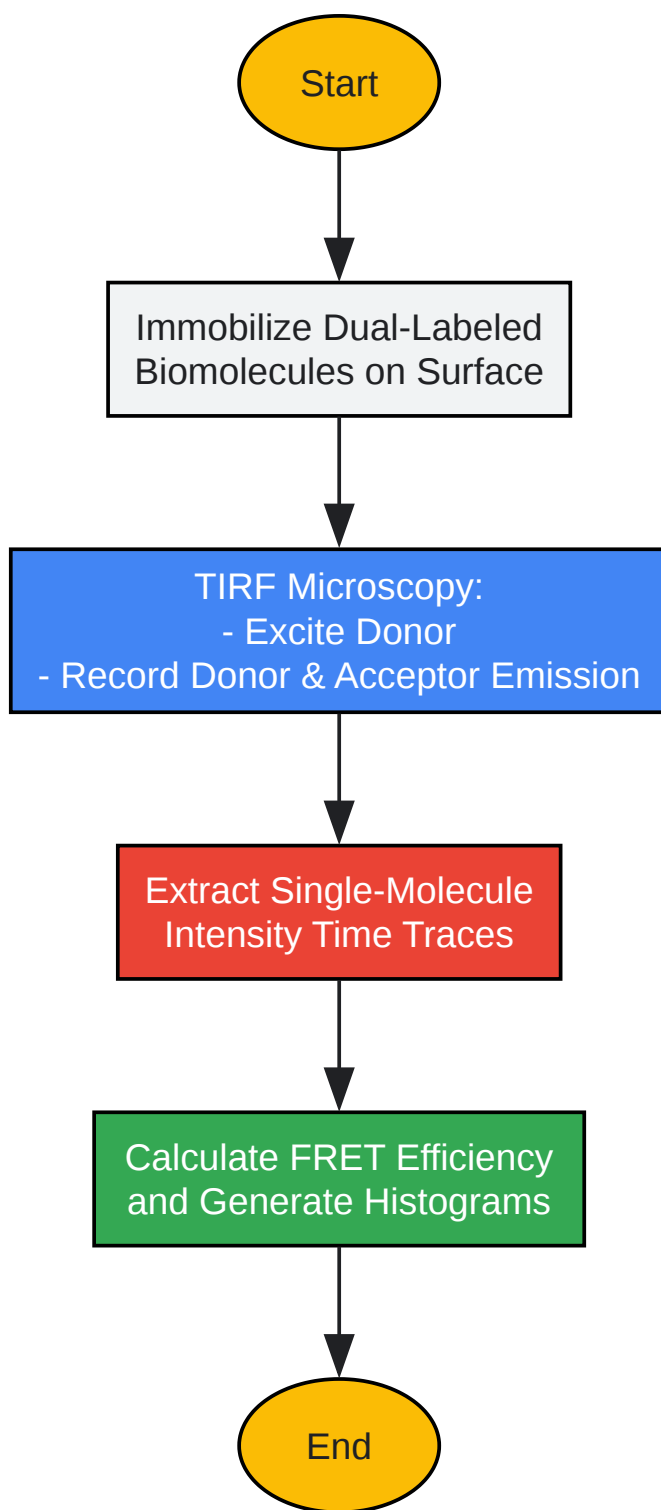 Start
Immobilize Dual-Labeled
Biomolecules on Surface
TIRF Microscopy:
- Excite Donor
- Record Donor & Acceptor Emission
Extract Single-Molecule
Intensity Time Traces
Calculate FRET Efficiency
and Generate Histograms
End